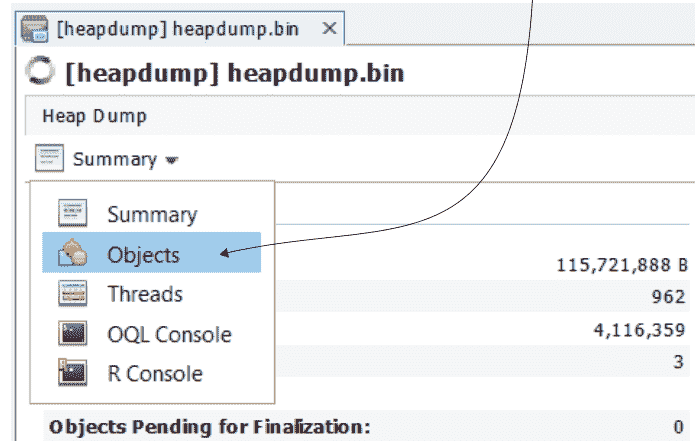 [heapdump] heapdump.bin
[heapdump] heapdump.bin
Heap Dump
Summary
Summary
Objects
115,721,888 B
Threads
962
OQL Console
4,116,359
R Console
3
Objects Pending for Finalization: 0